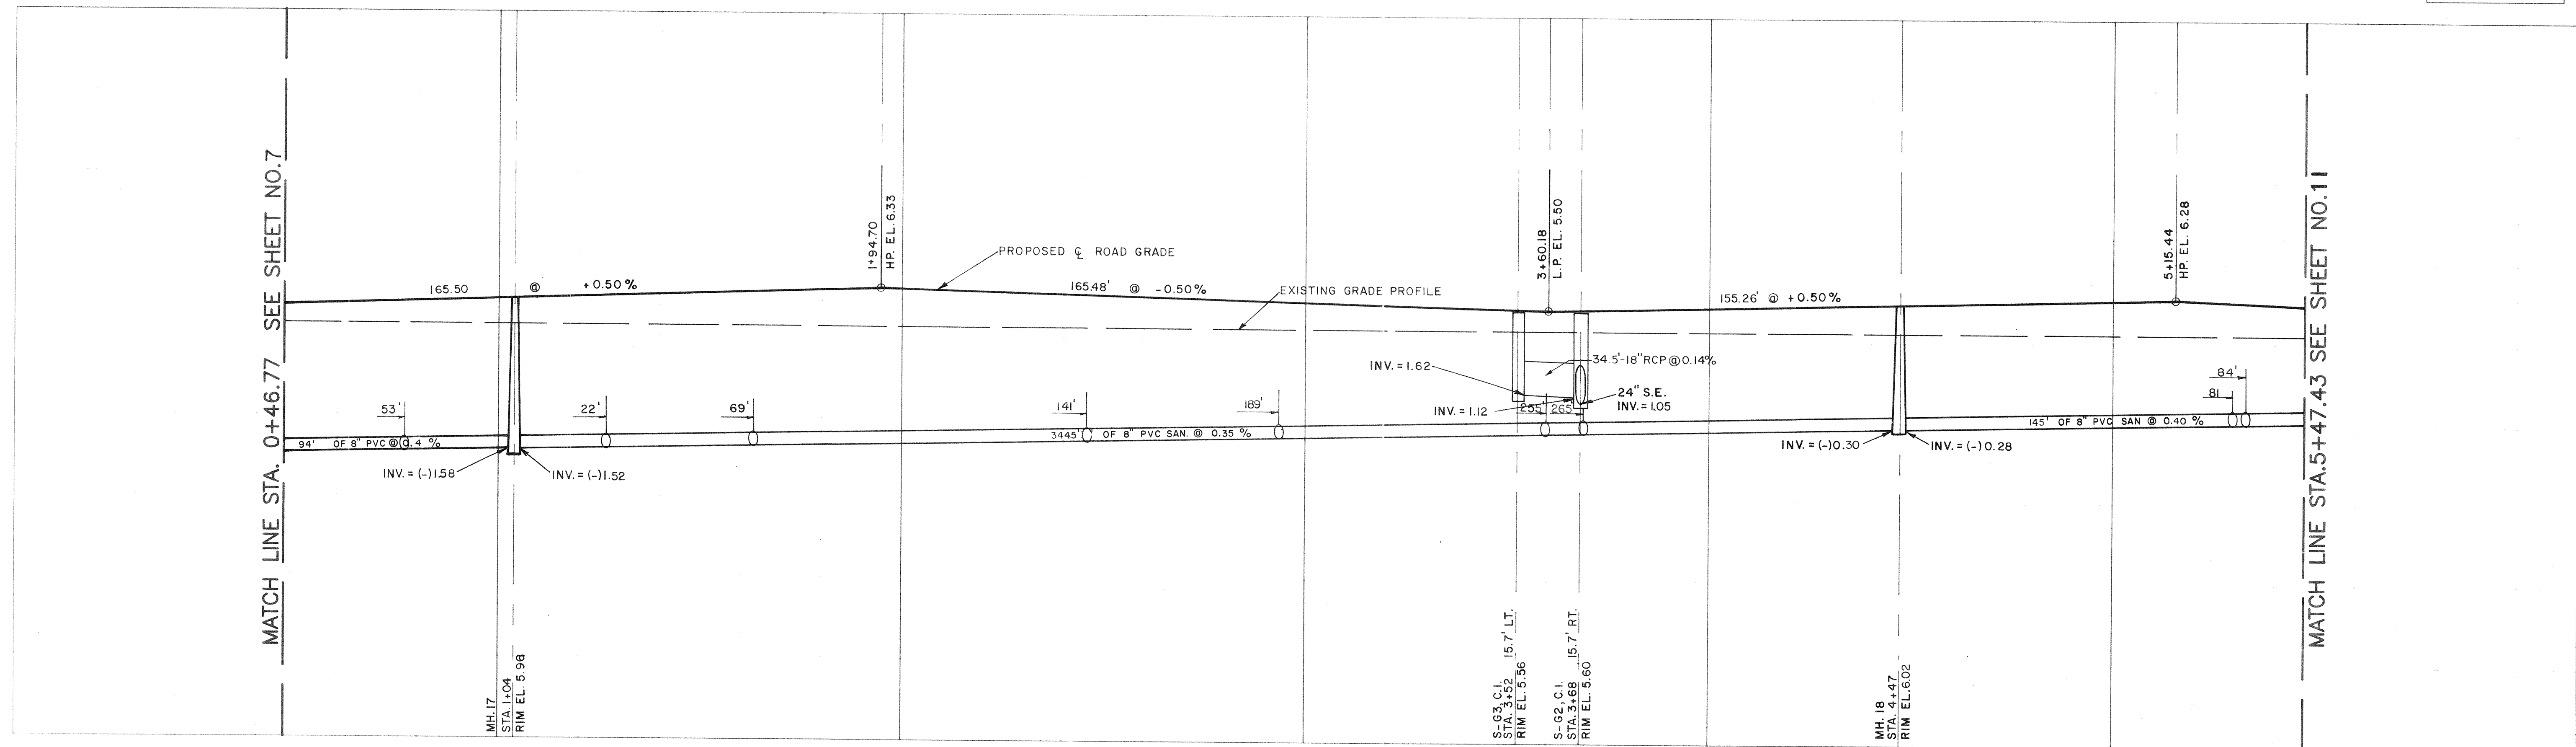 MATCH LINE STA. 0+46.77 SEE SHEET NO.7
165.50 @ +0.50%
1+94.70
HP. EL. 6.33
PROPOSED ℄ ROAD GRADE
165.48' @ -0.50%
EXISTING GRADE PROFILE
3+60.18
L.P. EL. 5.50
155.26' @ +0.50%
5+15.44
HP. EL. 6.28
MATCH LINE STA.5+47.43 SEE SHEET NO.11
INV. = 1.62
34.5'-18" RCP @ 0.14%
24" S.E.
INV. = 1.05
INV. = 1.12
53'
22'
69'
141'
189'
255'
265'
81
84'
94' OF 8" PVC @ 0.4 %
3445' OF 8" PVC SAN. @ 0.35 %
145' OF 8" PVC SAN @ 0.40 %
INV. = (-)1.58
INV. = (-)1.52
INV. = (-)0.30
INV. = (-)0.28
MH. 17
STA. 1+04
RIM EL. 5.96
S-G3, C.I.
STA. 3+52 15.7' LT.
RIM EL. 5.56
S-G2, C.I.
STA. 3+68 15.7' RT.
RIM EL. 5.60
MH. 18
STA. 4+47
RIM EL. 6.02